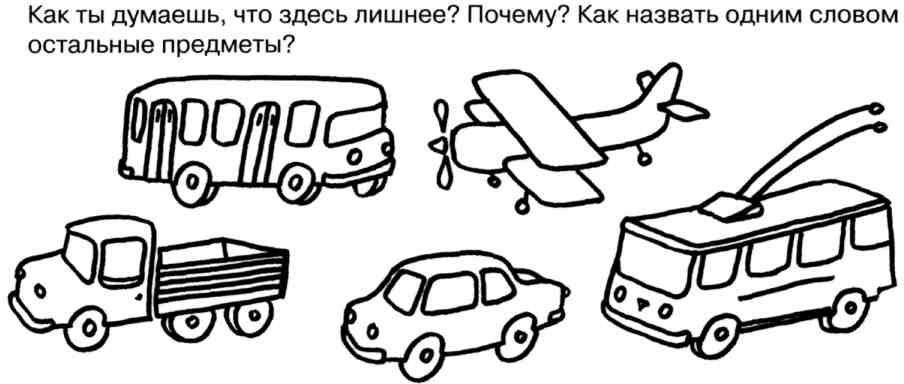 Как ты думаешь, что здесь лишнее? Почему? Как назвать одним словом
остальные предметы?